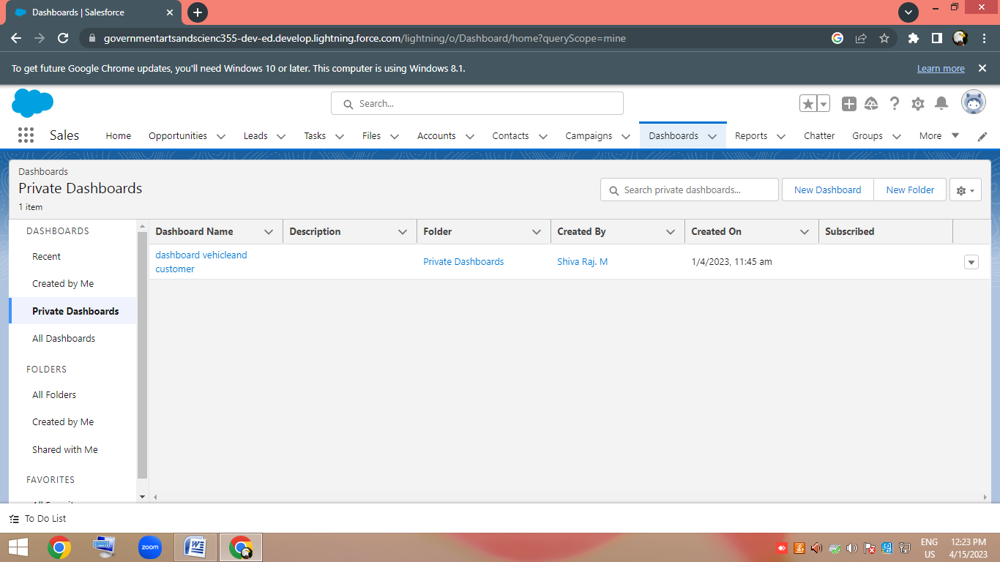 Dashboards | Salesforce
governmentartsandscienc355-dev-ed.develop.lightning.force.com/lightning/o/Dashboard/home?queryScope=mine
To get future Google Chrome updates, you'll need Windows 10 or later. This computer is using Windows 8.1.
Learn more
Search...
Sales
Home
Opportunities
Leads
Tasks
Files
Accounts
Contacts
Campaigns
Dashboards
Reports
Chatter
Groups
More
Dashboards
Private Dashboards
1 item
Search private dashboards...
New Dashboard
New Folder
DASHBOARDS
Recent
Created by Me
Private Dashboards
All Dashboards
FOLDERS
All Folders
Created by Me
Shared with Me
FAVORITES
Dashboard Name
Description
Folder
Created By
Created On
Subscribed
dashboard vehicleand
customer
Private Dashboards
Shiva Raj. M
1/4/2023, 11:45 am
To Do List
zoom
ENG
US
12:23 PM
4/15/2023